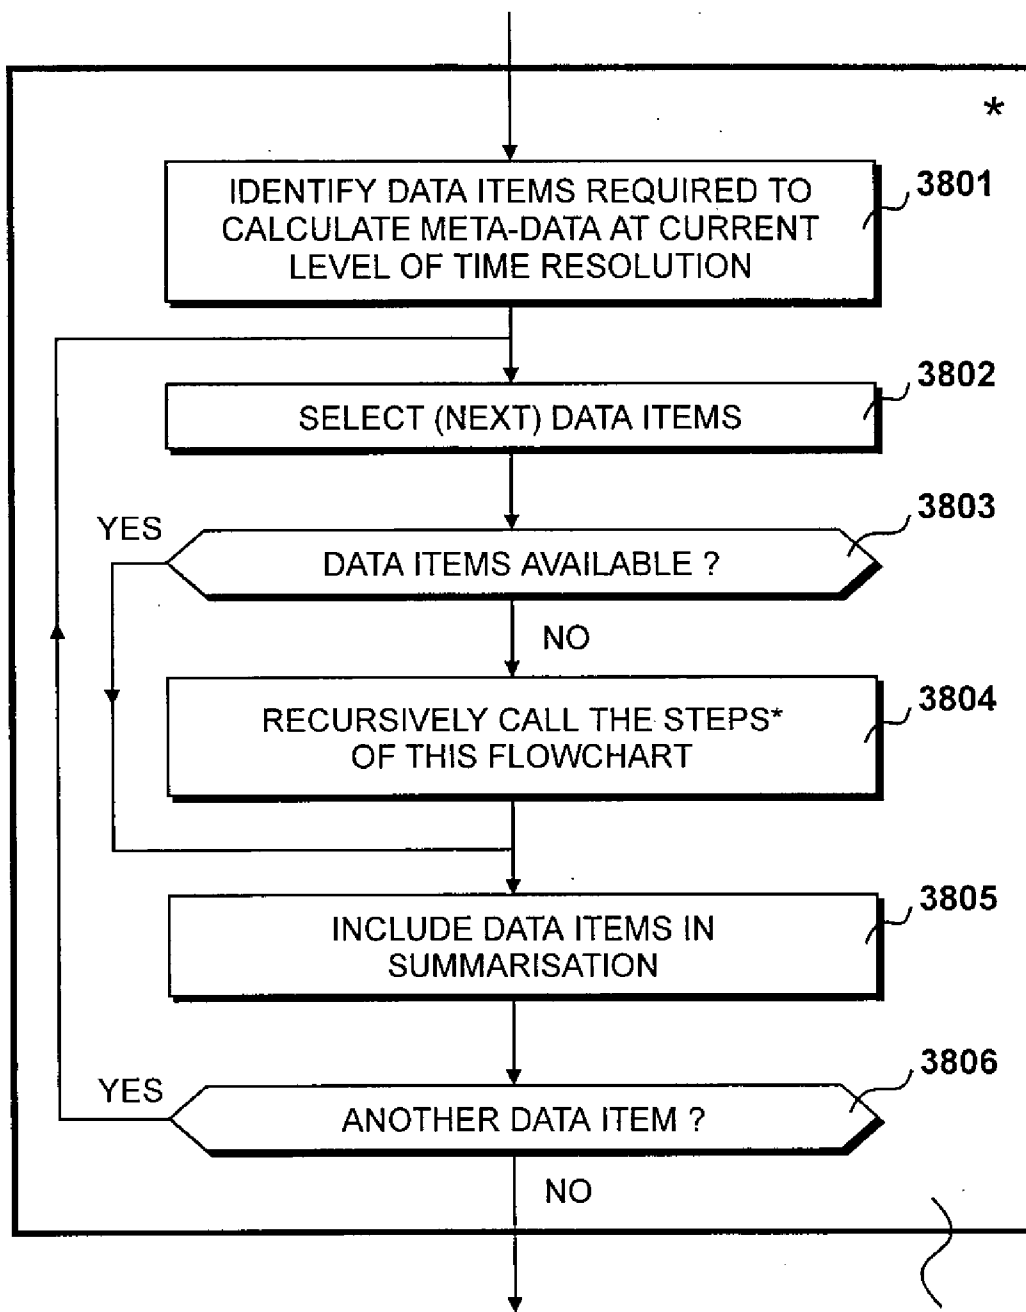 *
IDENTIFY DATA ITEMS REQUIRED TO
CALCULATE META-DATA AT CURRENT
LEVEL OF TIME RESOLUTION
3801
SELECT (NEXT) DATA ITEMS
3802
YES
DATA ITEMS AVAILABLE ?
3803
NO
RECURSIVELY CALL THE STEPS*
OF THIS FLOWCHART
3804
INCLUDE DATA ITEMS IN
SUMMARISATION
3805
YES
ANOTHER DATA ITEM ?
3806
NO